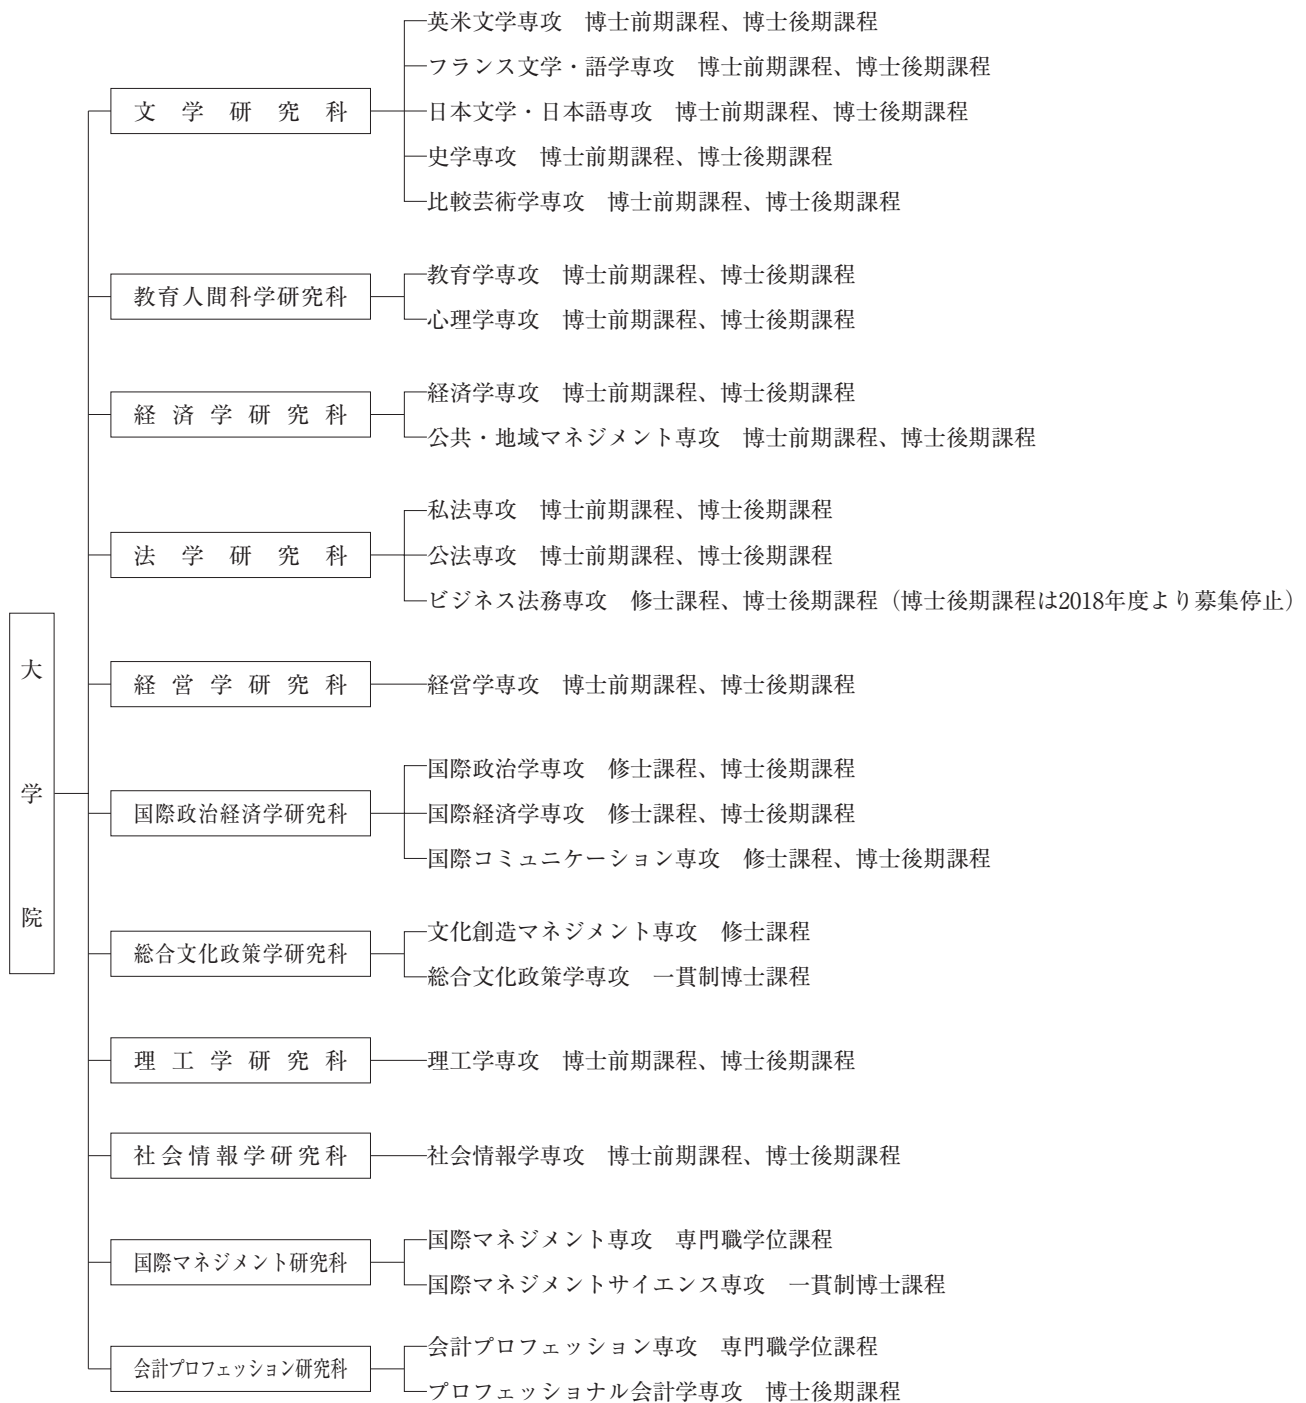 大学院
文学研究科
英米文学専攻　博士前期課程、博士後期課程
フランス文学・語学専攻　博士前期課程、博士後期課程
日本文学・日本語専攻　博士前期課程、博士後期課程
史学専攻　博士前期課程、博士後期課程
比較芸術学専攻　博士前期課程、博士後期課程
教育人間科学研究科
教育学専攻　博士前期課程、博士後期課程
心理学専攻　博士前期課程、博士後期課程
経済学研究科
経済学専攻　博士前期課程、博士後期課程
公共・地域マネジメント専攻　博士前期課程、博士後期課程
法学研究科
私法専攻　博士前期課程、博士後期課程
公法専攻　博士前期課程、博士後期課程
ビジネス法務専攻　修士課程、博士後期課程（博士後期課程は2018年度より募集停止）
経営学研究科
経営学専攻　博士前期課程、博士後期課程
国際政治経済学研究科
国際政治学専攻　修士課程、博士後期課程
国際経済学専攻　修士課程、博士後期課程
国際コミュニケーション専攻　修士課程、博士後期課程
総合文化政策学研究科
文化創造マネジメント専攻　修士課程
総合文化政策学専攻　一貫制博士課程
理工学研究科
理工学専攻　博士前期課程、博士後期課程
社会情報学研究科
社会情報学専攻　博士前期課程、博士後期課程
国際マネジメント研究科
国際マネジメント専攻　専門職学位課程
国際マネジメントサイエンス専攻　一貫制博士課程
会計プロフェッション研究科
会計プロフェッション専攻　専門職学位課程
プロフェッショナル会計学専攻　博士後期課程